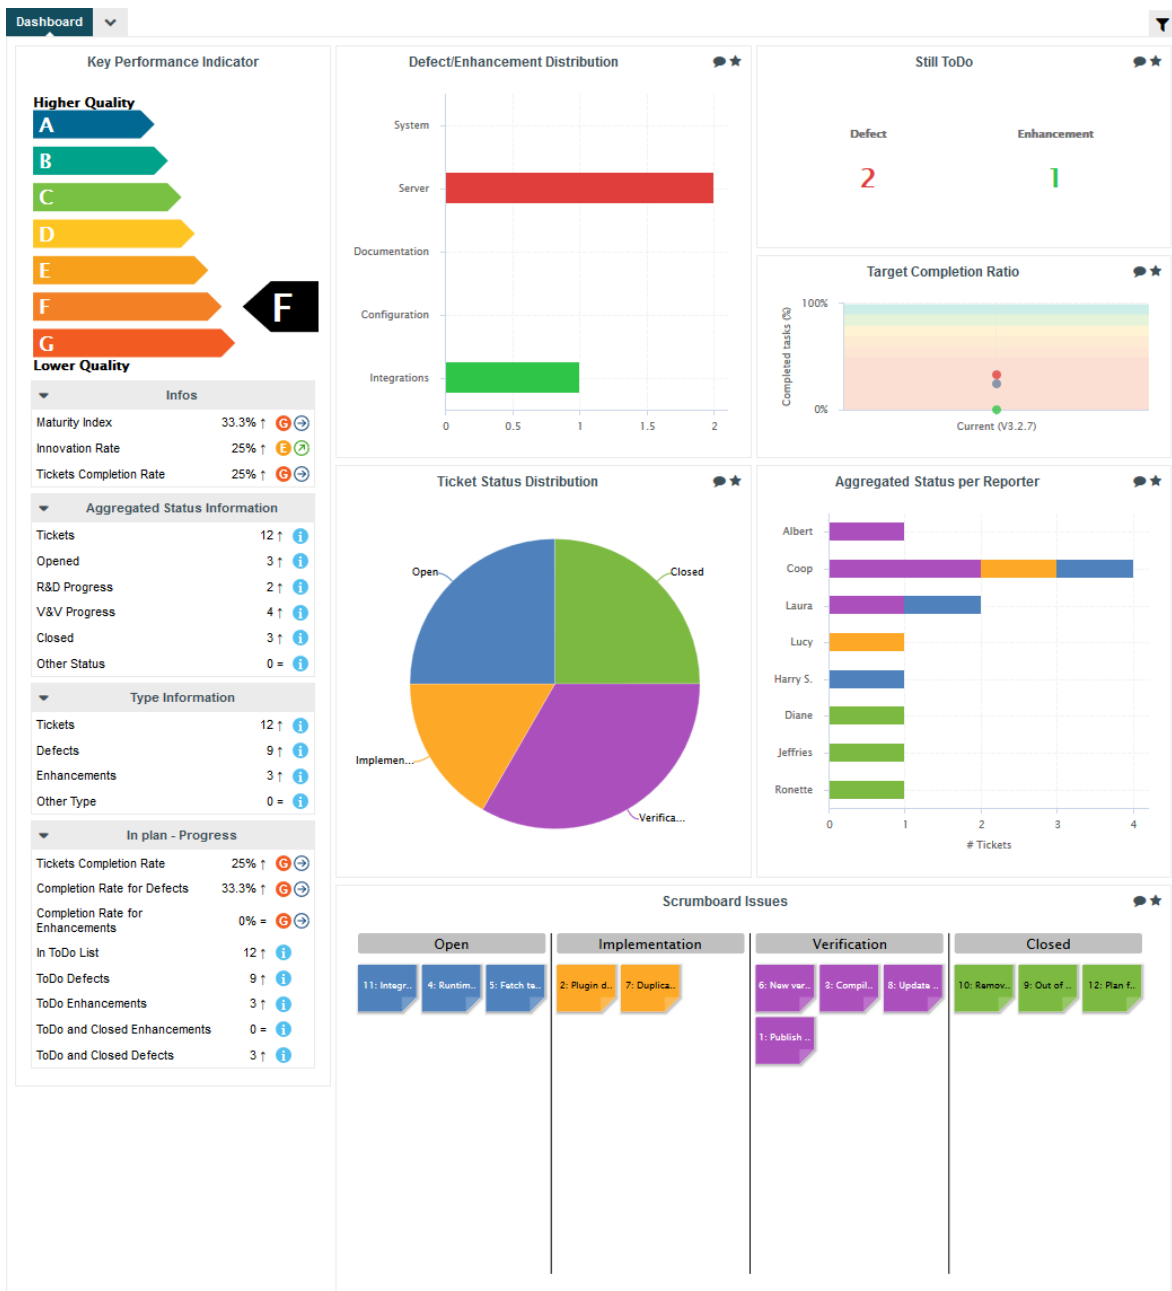 Dashboard
Key Performance Indicator
Higher Quality
A
B
C
D
E
F
F
G
Lower Quality
Infos
Maturity Index 33.3% ↑ G
Innovation Rate 25% ↑ E
Tickets Completion Rate 25% ↑ G
Aggregated Status Information
Tickets 12 ↑ i
Opened 3 ↑ i
R&D Progress 2 ↑ i
V&V Progress 4 ↑ i
Closed 3 ↑ i
Other Status 0 = i
Type Information
Tickets 12 ↑ i
Defects 9 ↑ i
Enhancements 3 ↑ i
Other Type 0 = i
In plan - Progress
Tickets Completion Rate 25% ↑ G
Completion Rate for Defects 33.3% ↑ G
Completion Rate for
Enhancements 0% = G
In ToDo List 12 ↑ i
ToDo Defects 9 ↑ i
ToDo Enhancements 3 ↑ i
ToDo and Closed Enhancements 0 = i
ToDo and Closed Defects 3 ↑ i
Defect/Enhancement Distribution
System
Server
Documentation
Configuration
Integrations
0 0.5 1 1.5 2
Still ToDo
Defect Enhancement
2 1
Target Completion Ratio
Completed tasks (%)
100%
0%
Current (V3.2.7)
Ticket Status Distribution
Open
Closed
Implemen...
Verifica...
Aggregated Status per Reporter
Albert
Coop
Laura
Lucy
Harry S.
Diane
Jeffries
Ronette
0 1 2 3 4
# Tickets
Scrumboard Issues
Open Implementation Verification Closed
11: Integr.. 4: Runtim.. 5: Fetch te.. 2: Plugin d.. 7: Duplica.. 6: New ver.. 3: Compil.. 8: Update .. 10: Remov.. 9: Out of .. 12: Plan f..
1: Publish ..